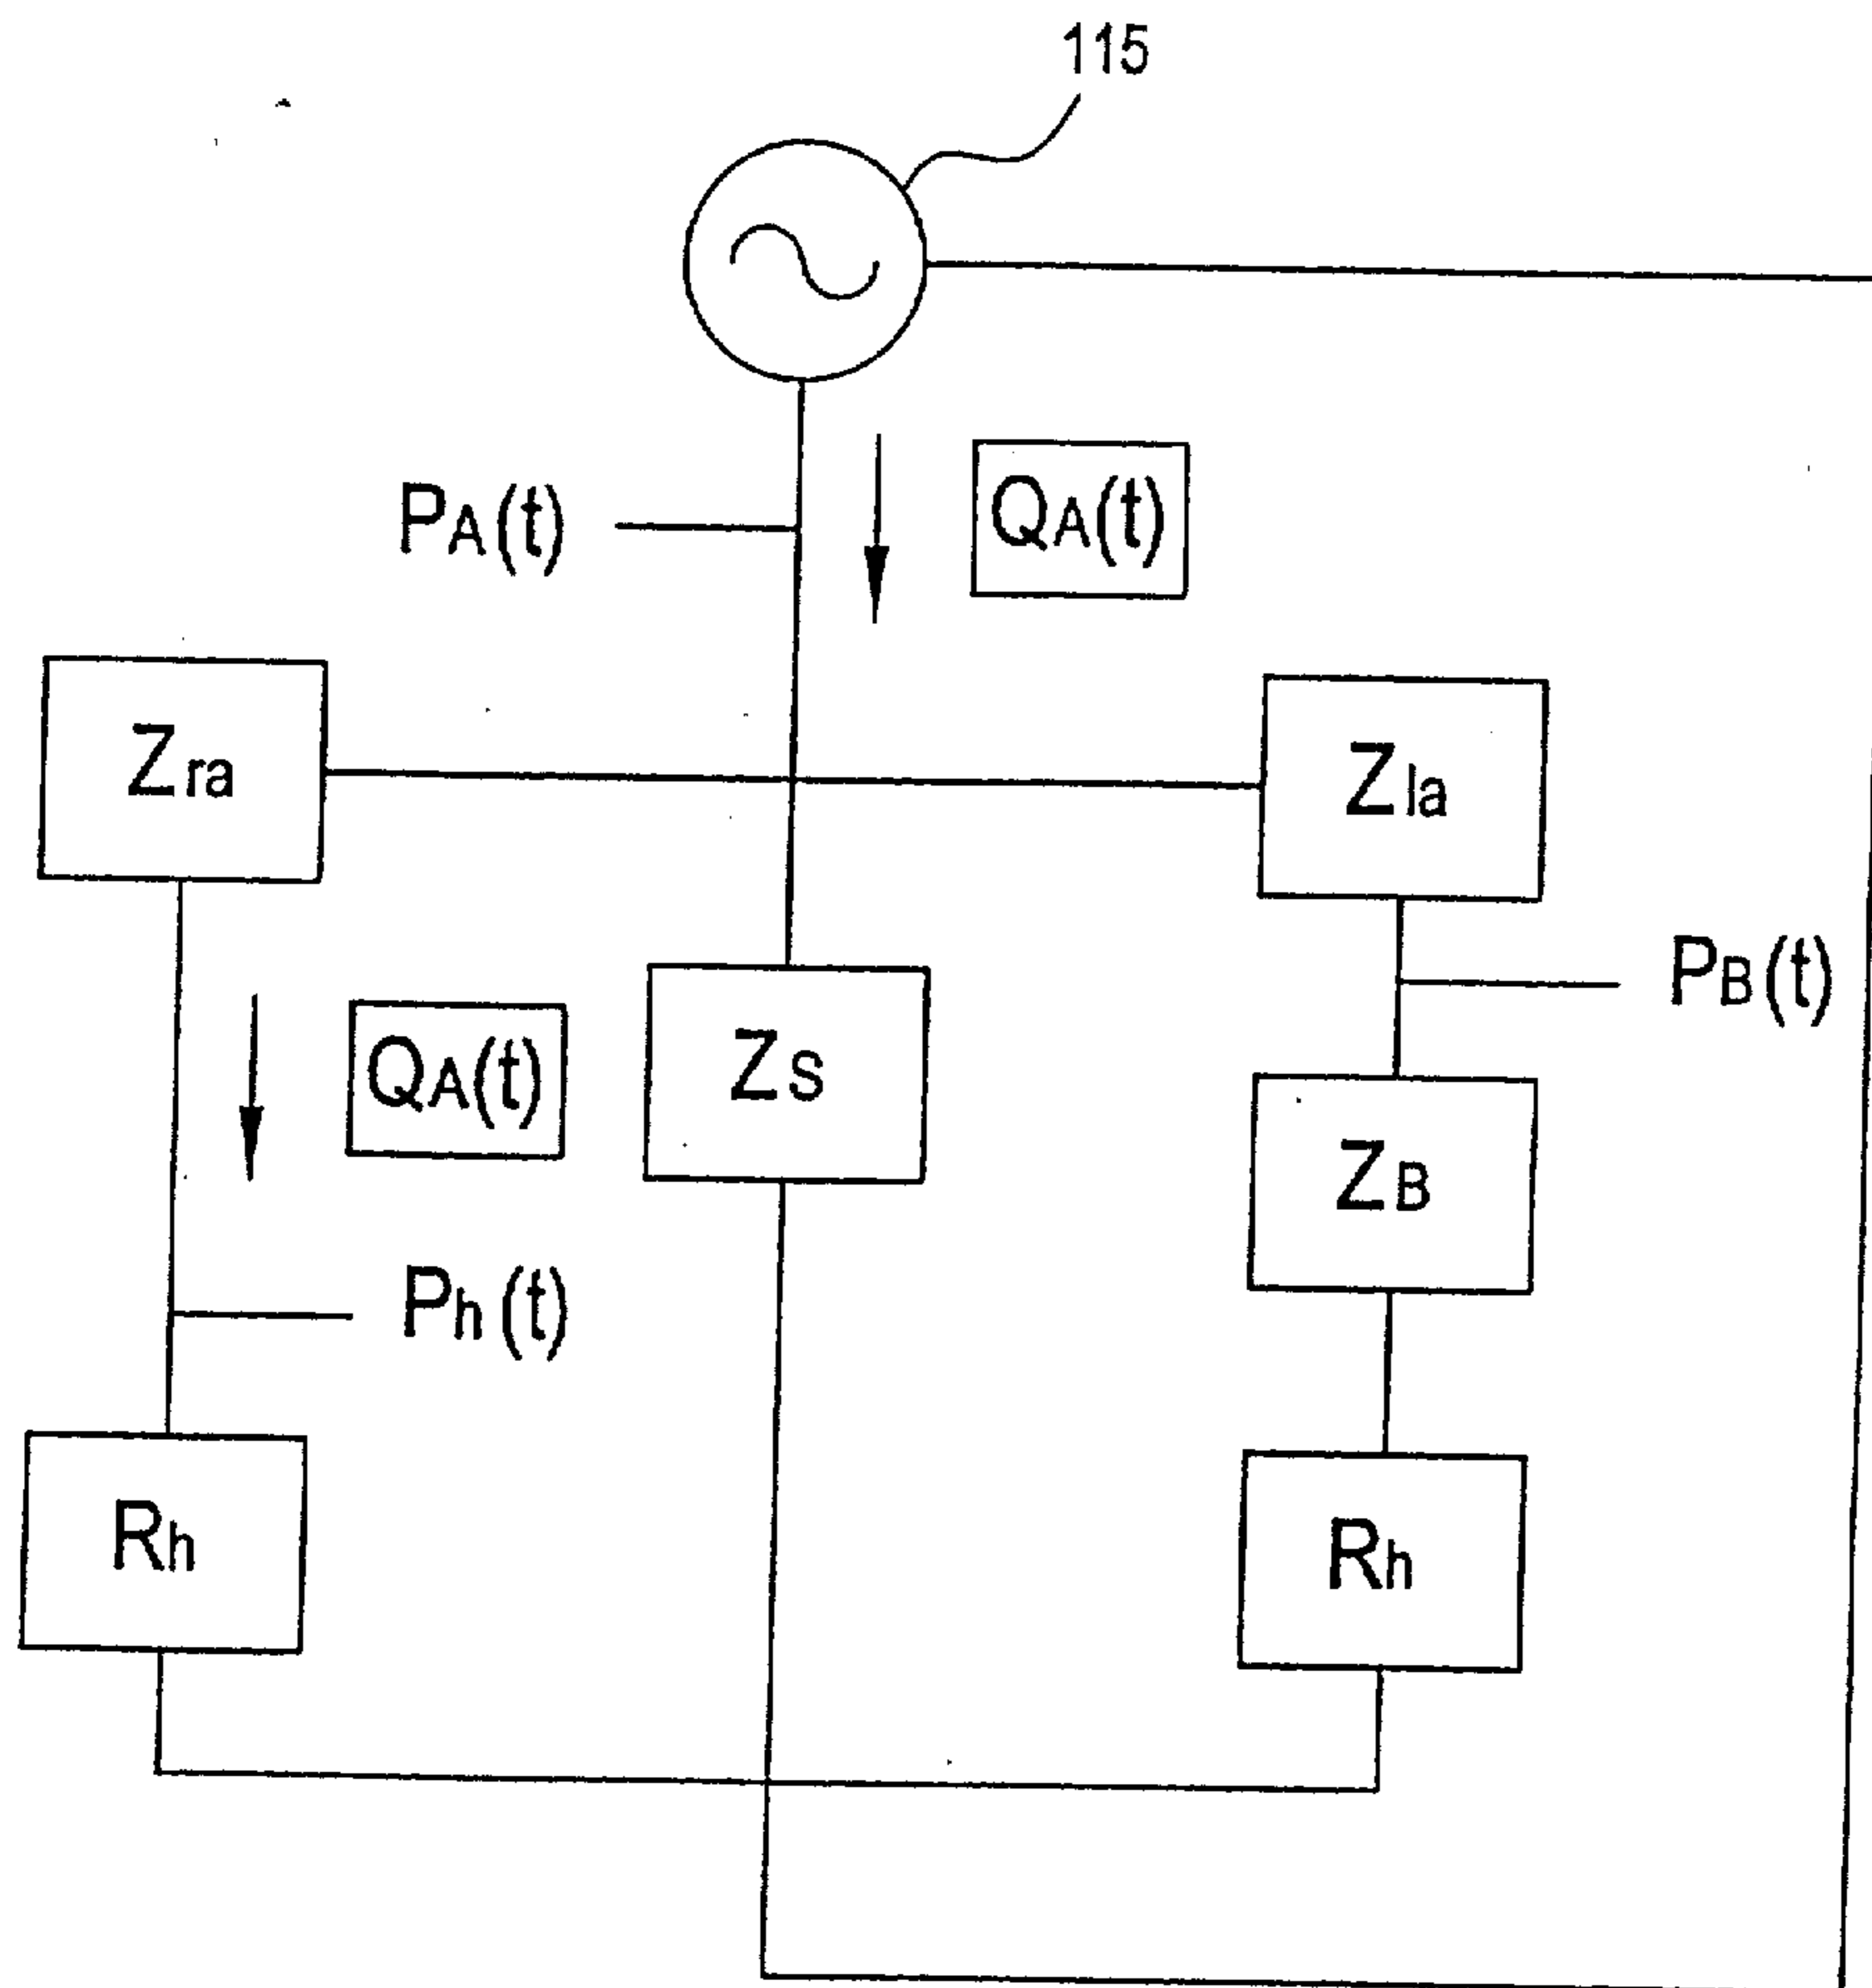 115
PA(t)
QA(t)
Zra
Zla
PB(t)
QA(t)
ZS
ZB
Ph(t)
Rh
Rh